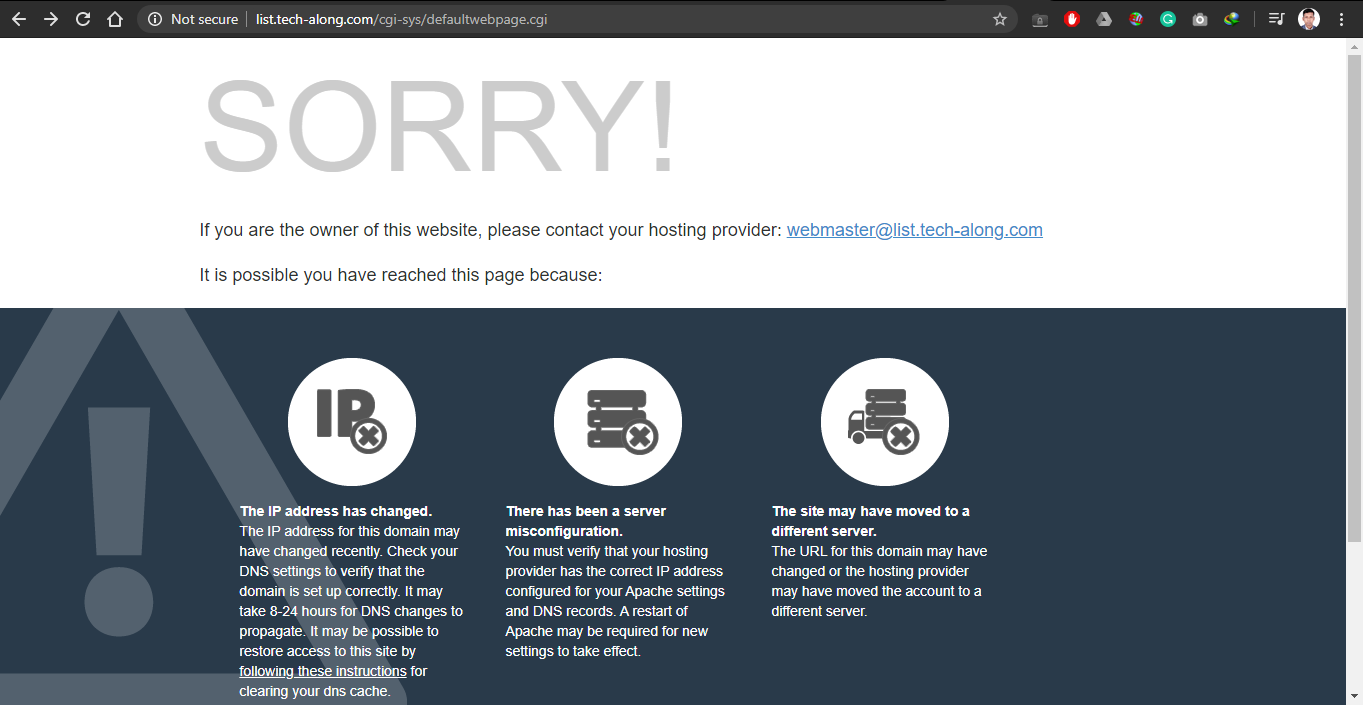 Not secure
list.tech-along.com/cgi-sys/defaultwebpage.cgi
SORRY!
If you are the owner of this website, please contact your hosting provider: webmaster@list.tech-along.com
It is possible you have reached this page because:
IP
The IP address has changed.
The IP address for this domain may
have changed recently. Check your
DNS settings to verify that the
domain is set up correctly. It may
take 8-24 hours for DNS changes to
propagate. It may be possible to
restore access to this site by
following these instructions for
clearing your dns cache.
There has been a server
misconfiguration.
You must verify that your hosting
provider has the correct IP address
configured for your Apache settings
and DNS records. A restart of
Apache may be required for new
settings to take effect.
The site may have moved to a
different server.
The URL for this domain may have
changed or the hosting provider
may have moved the account to a
different server.